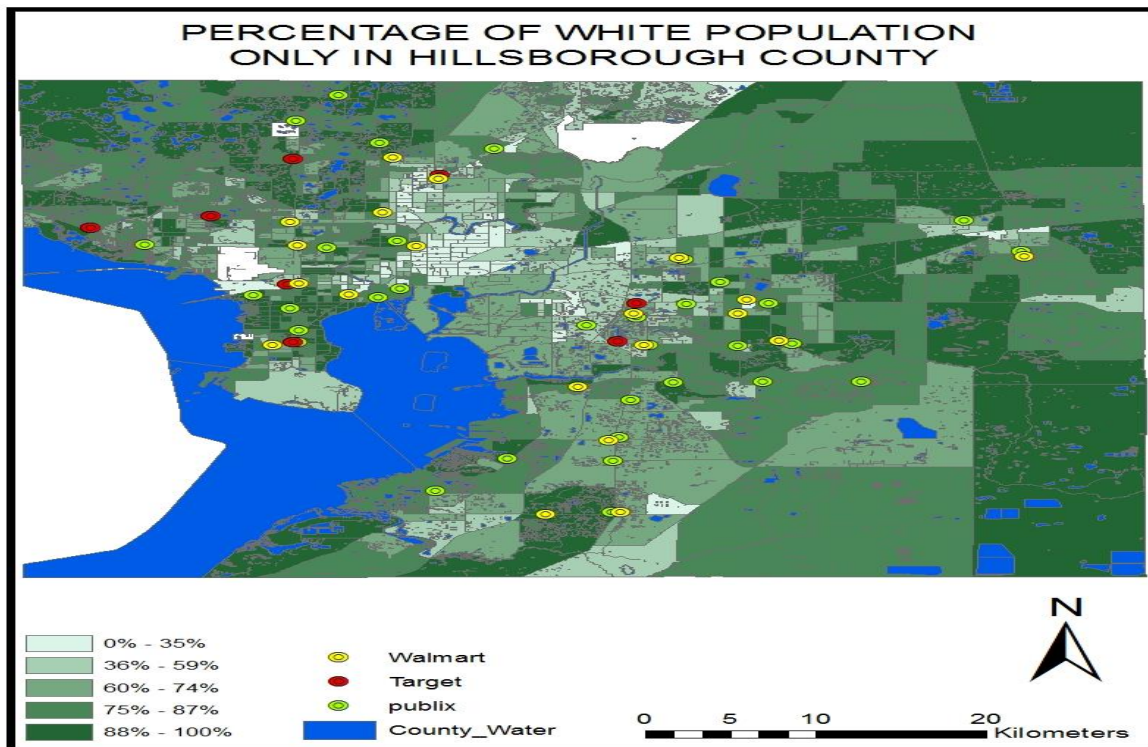 PERCENTAGE OF WHITE POPULATION
ONLY IN HILLSBOROUGH COUNTY
0% - 35%
36% - 59%
60% - 74%
75% - 87%
88% - 100%
Walmart
Target
publix
County_Water
N
0 5 10 20
Kilometers